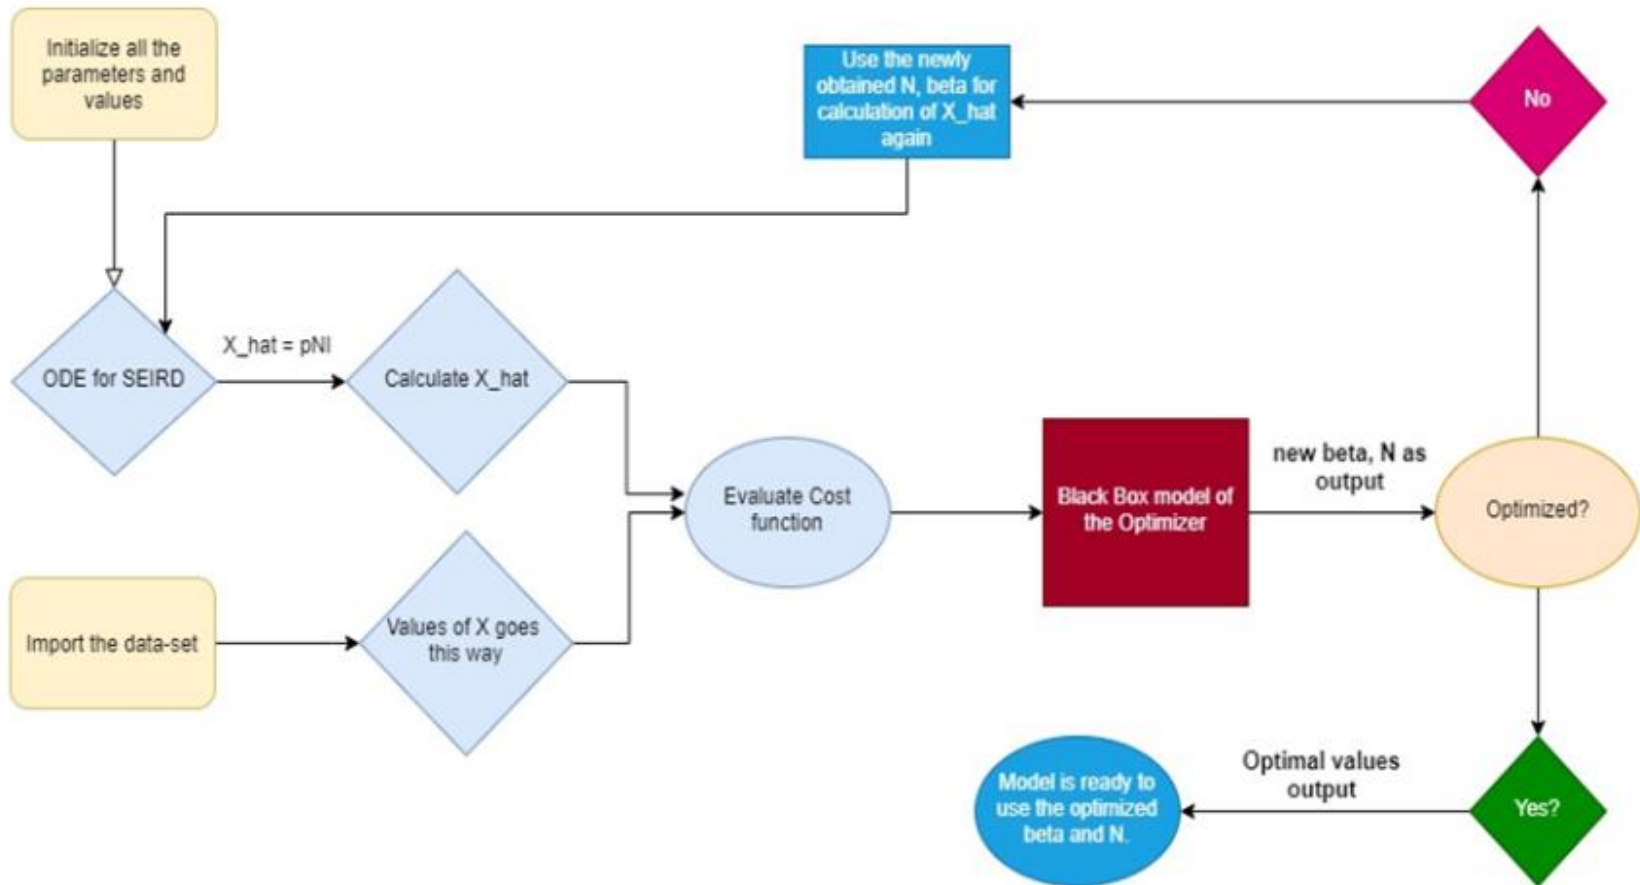 Initialize all the
parameters and
values
Use the newly
obtained N, beta for
calculation of X_hat
again
No
ODE for SEIRD
X_hat = pNI
Calculate X_hat
Evaluate Cost
function
Black Box model of
the Optimizer
new beta, N as
output
Optimized?
Import the data-set
Values of X goes
this way
Model is ready to
use the optimized
beta and N.
Optimal values
output
Yes?